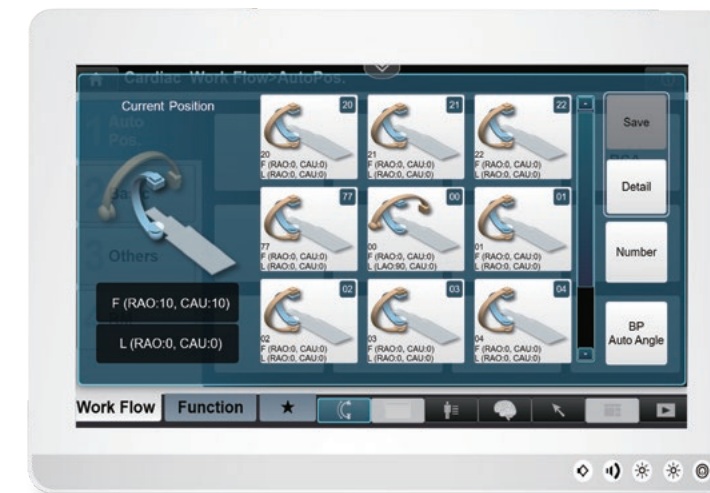 Cardiac Work Flow>AutoPos.
Current Position
1 Auto
Pos.
2 Basic
3 Others
F (RAO:10, CAU:10)
L (RAO:0, CAU:0)
20
20
F (RAO:0, CAU:0)
L (RAO:0, CAU:0)
21
21
F (RAO:0, CAU:0)
L (RAO:0, CAU:0)
22
22
F (RAO:0, CAU:0)
L (RAO:0, CAU:0)
77
77
F (RAO:0, CAU:0)
L (RAO:0, CAU:0)
00
00
F (RAO:0, CAU:0)
L (LAO:90, CAU:0)
01
01
F (RAO:0, CAU:0)
L (RAO:0, CAU:0)
02
02
F (RAO:0, CAU:0)
L (RAO:0, CAU:0)
03
03
F (RAO:0, CAU:0)
L (RAO:0, CAU:0)
04
04
F (RAO:0, CAU:0)
L (RAO:0, CAU:0)
Save
Detail
Number
BP
Auto Angle
Work Flow
Function